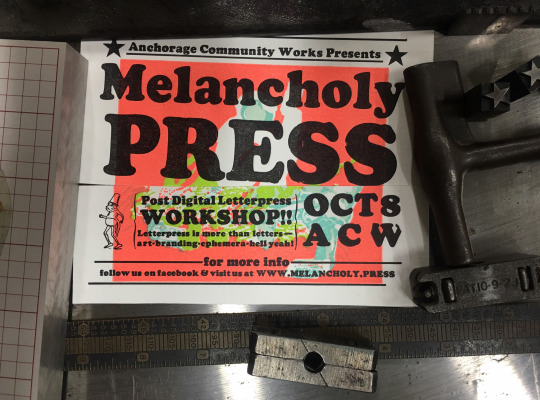 Anchorage Community Works Presents
Melancholy
PRESS
Post Digital Letterpress
WORKSHOP!!
Letterpress is more than letters—
art-branding-ephemera-hell yeah!
OCT 8
ACW
for more info
follow us on facebook & visit us at WWW.MELANCHOLY.PRESS